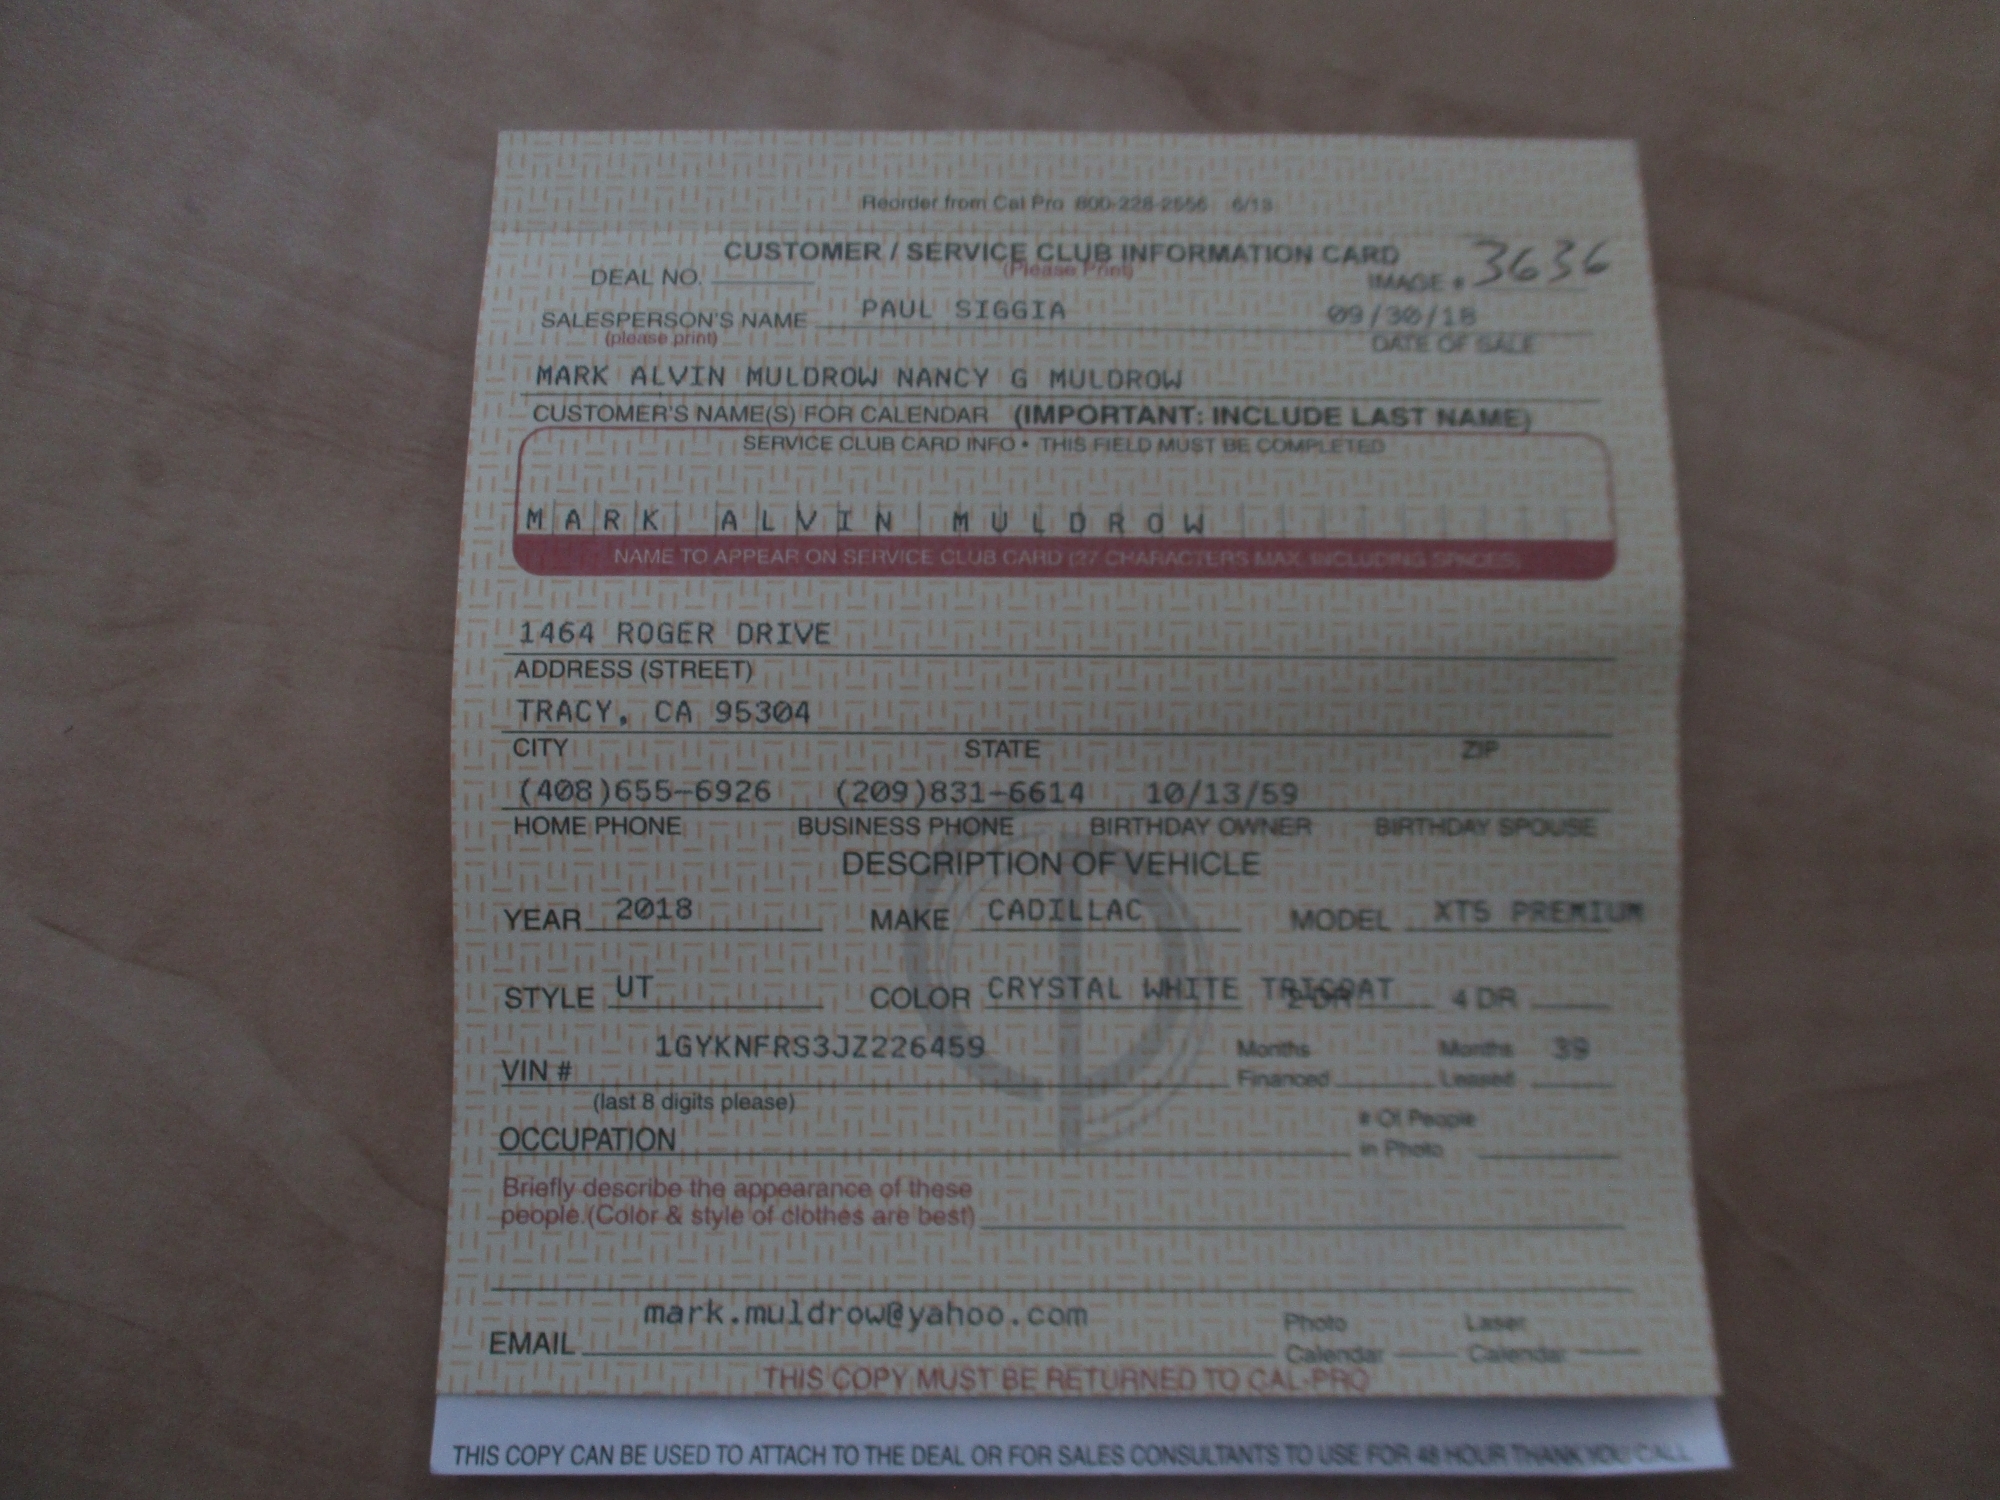 Reorder from Cal Pro 800-228-2556 6/13
CUSTOMER / SERVICE CLUB INFORMATION CARD
(Please Print)
DEAL NO. IMAGE # 3636
SALESPERSON'S NAME PAUL SIGGIA 09/30/18
(please print) DATE OF SALE
MARK ALVIN MULDROW NANCY G MULDROW
CUSTOMER'S NAME(S) FOR CALENDAR (IMPORTANT: INCLUDE LAST NAME)
SERVICE CLUB CARD INFO • THIS FIELD MUST BE COMPLETED
MARK ALVIN MULDROW
NAME TO APPEAR ON SERVICE CLUB CARD (27 CHARACTERS MAX. INCLUDING SPACES)
1464 ROGER DRIVE
ADDRESS (STREET)
TRACY, CA 95304
CITY STATE ZIP
(408)655-6926 (209)831-6614 10/13/59
HOME PHONE BUSINESS PHONE BIRTHDAY OWNER BIRTHDAY SPOUSE
DESCRIPTION OF VEHICLE
YEAR 2018 MAKE CADILLAC MODEL XT5 PREMIUM
STYLE UT COLOR CRYSTAL WHITE TRICOAT 2 DR 4 DR
VIN # 1GYKNFRS3JZ226459 Months Financed Months Leased 39
(last 8 digits please)
OCCUPATION # Of People in Photo
Briefly describe the appearance of these
people.(Color & style of clothes are best)
EMAIL mark.muldrow@yahoo.com Photo Calendar Laser Calendar
THIS COPY MUST BE RETURNED TO CAL-PRO
THIS COPY CAN BE USED TO ATTACH TO THE DEAL OR FOR SALES CONSULTANTS TO USE FOR 48 HOUR THANK YOU CALL